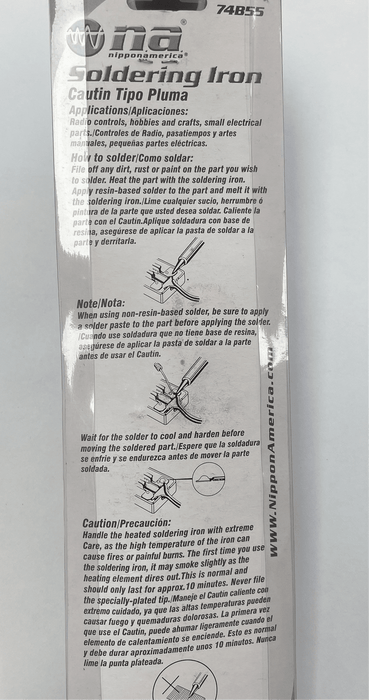 74B55
na®
nipponamerica®
Soldering Iron
Cautin Tipo Pluma
Applications/Aplicaciones:
Radio controls, hobbies and crafts, small electrical
parts./Controles de Radio, pasatiempos y artes
manuales, pequeñas partes eléctricas.
How to solder/Como soldar:
File off any dirt, rust or paint on the part you wish
to solder. Heat the part with the soldering iron.
Apply resin-based solder to the part and melt it with
the soldering iron./Lime cualquier sucio, herrumbre ó
pintura de la parte que usted desea soldar. Caliente la
parte con el Cautin.Aplique soldadura con base de
resina, asegúrese de aplicar la pasta de soldar a la
parte y derritarla.
Note/Nota:
When using non-resin-based solder, be sure to apply
a solder paste to the part before applying the solder.
/Cuando use soldadura que no tiene base de resina,
asegúrese de aplicar la pasta de soldar a la parte
antes de usar el Cautin.
Wait for the solder to cool and harden before
moving the soldered part./Espere que la soldadura
se enfrie y se endurezca antes de mover la parte
soldada.
www.NipponAmerica.com
Caution/Precaución:
Handle the heated soldering iron with extreme
Care, as the high temperature of the iron can
cause fires or painful burns. The first time you use
the soldering iron, it may smoke slightly as the
heating element dires out.This is normal and
should only last for approx.10 minutes. Never file
the specially-plated tip./Maneje el Cautin caliente con
extremo cuidado, ya que las altas temperaturas pueden
causar fuego y quemaduras dolorosas. La primera vez
que use el Cautin, puede ahumar ligeramente cuando el
elemento de calentamiento se enciende. Esto es normal
y debe durar aproximadamente unos 10 minutos. Nunca
lime la punta plateada.